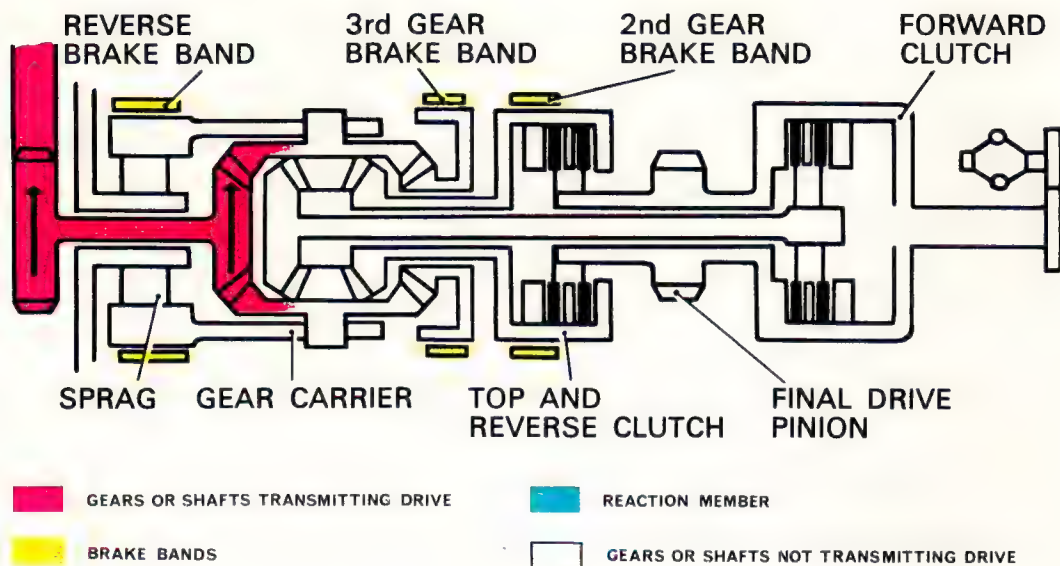 REVERSE
BRAKE BAND
3rd GEAR
BRAKE BAND
2nd GEAR
BRAKE BAND
FORWARD
CLUTCH
SPRAG
GEAR CARRIER
TOP AND
REVERSE CLUTCH
FINAL DRIVE
PINION
GEARS OR SHAFTS TRANSMITTING DRIVE
REACTION MEMBER
BRAKE BANDS
GEARS OR SHAFTS NOT TRANSMITTING DRIVE